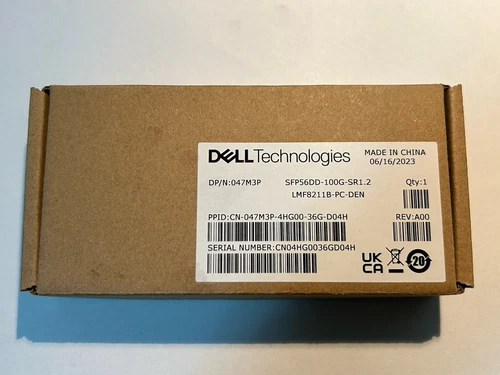 DELL Technologies
MADE IN CHINA
06/16/2023
DP/N:047M3P SFP56DD-100G-SR1.2 Qty:1
LMF8211B-PC-DEN
PPID:CN-047M3P-4HG00-36G-D04H REV:A00
SERIAL NUMBER:CN04HG0036GD04H
UK
CA
20